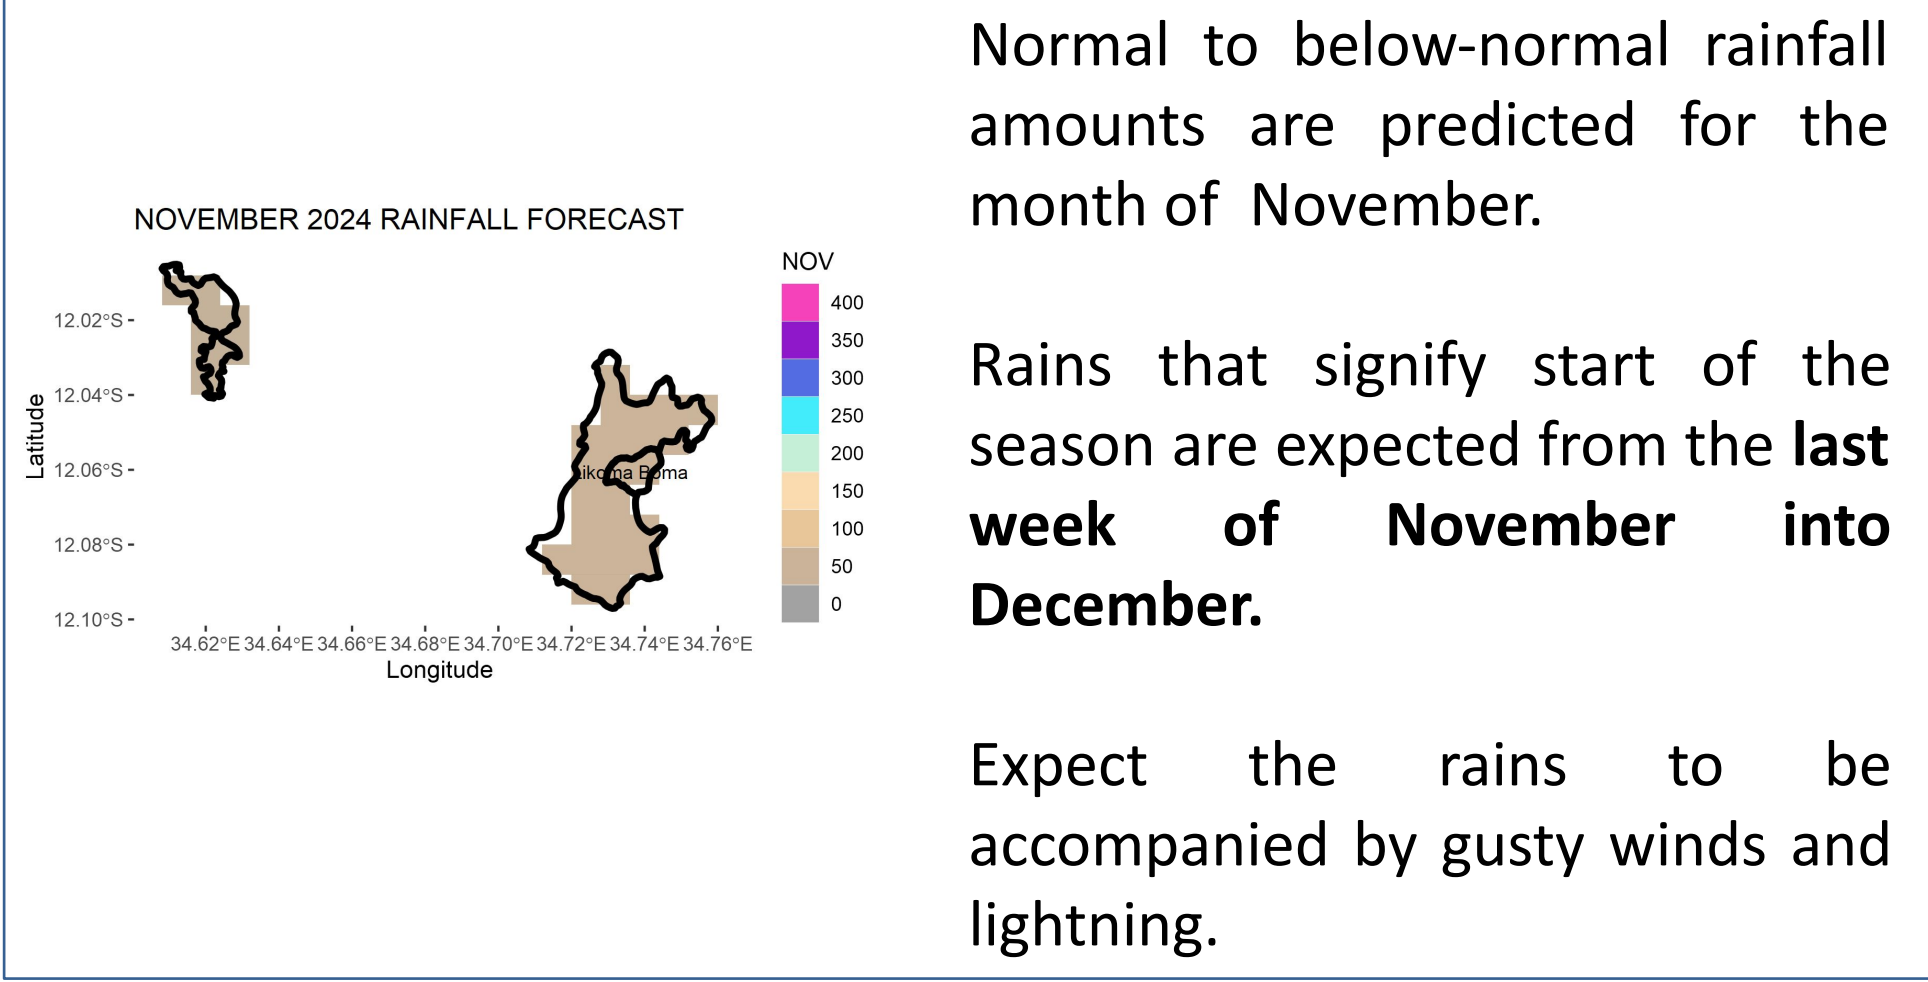 Normal to below-normal rainfall
amounts are predicted for the
month of November.
Rains that signify start of the
season are expected from the last
week of November into
December.
Expect the rains to be
accompanied by gusty winds and
lightning.
NOVEMBER 2024 RAINFALL FORECAST
NOV
400
350
300
250
200
150
100
50
0
Latitude
12.02°S
12.04°S
12.06°S
12.08°S
12.10°S
Likoma Boma
34.62°E 34.64°E 34.66°E 34.68°E 34.70°E 34.72°E 34.74°E 34.76°E
Longitude